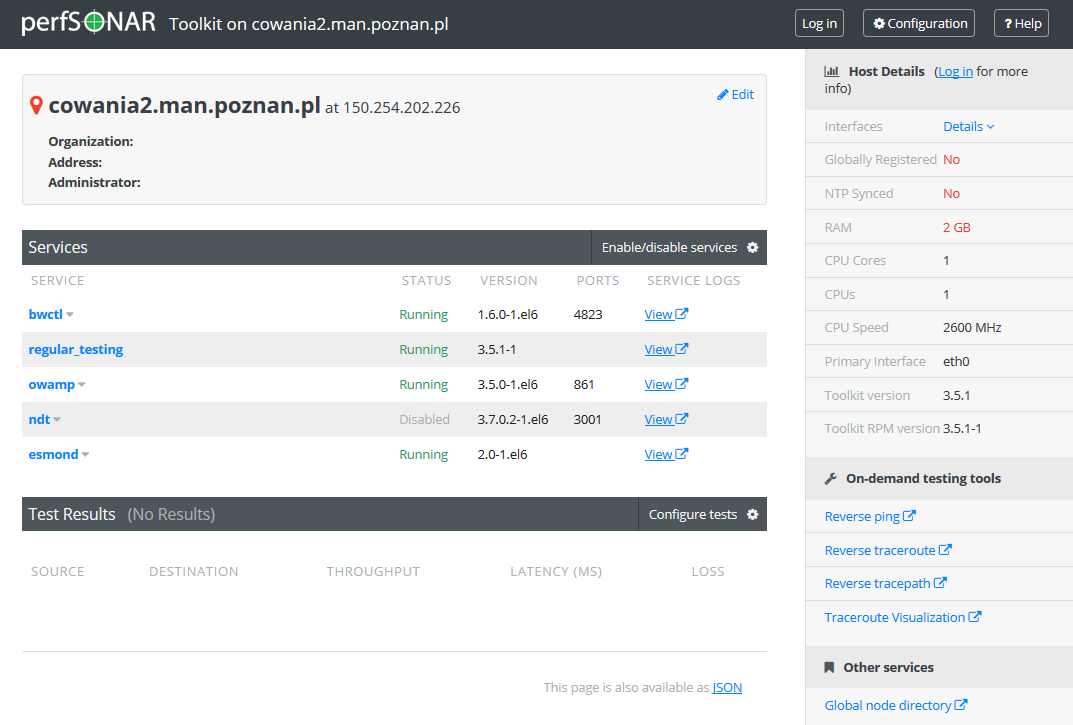 perfSONAR Toolkit on cowania2.man.poznan.pl Log in Configuration ? Help
cowania2.man.poznan.pl at 150.254.202.226
Edit
Organization:
Address:
Administrator:
Services Enable/disable services
SERVICE STATUS VERSION PORTS SERVICE LOGS
bwctl Running 1.6.0-1.el6 4823 View
regular_testing Running 3.5.1-1 View
owamp Running 3.5.0-1.el6 861 View
ndt Disabled 3.7.0.2-1.el6 3001 View
esmond Running 2.0-1.el6 View
Test Results (No Results) Configure tests
SOURCE DESTINATION THROUGHPUT LATENCY (MS) LOSS
This page is also available as JSON
Host Details (Log in for more
info)
Interfaces Details
Globally Registered No
NTP Synced No
RAM 2 GB
CPU Cores 1
CPUs 1
CPU Speed 2600 MHz
Primary Interface eth0
Toolkit version 3.5.1
Toolkit RPM version 3.5.1-1
On-demand testing tools
Reverse ping
Reverse traceroute
Reverse tracepath
Traceroute Visualization
Other services
Global node directory